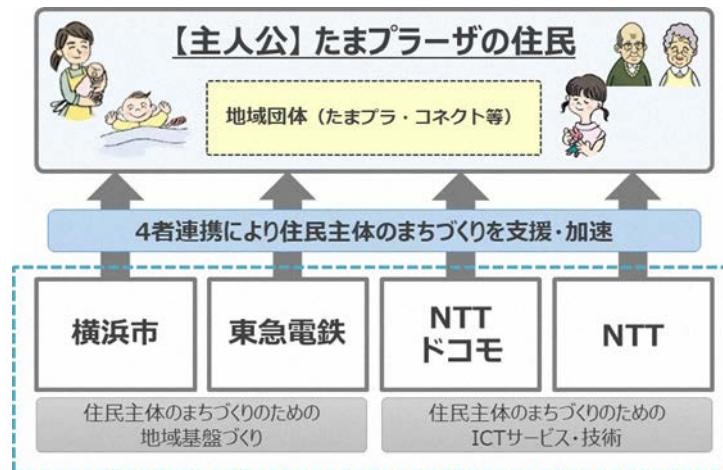 【主人公】たまプラーザの住民
地域団体（たまプラ・コネクト等）
4者連携により住民主体のまちづくりを支援・加速
横浜市
東急電鉄
NTT
ドコモ
NTT
住民主体のまちづくりのための
地域基盤づくり
住民主体のまちづくりのための
ICTサービス・技術